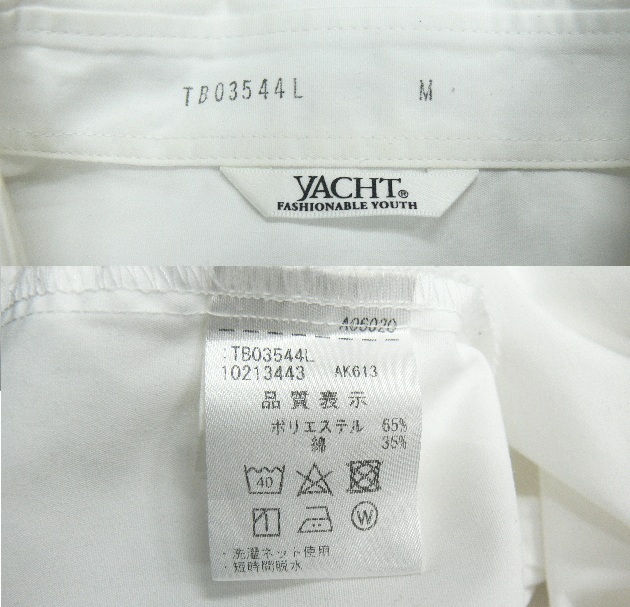 TB03544L M
YACHT®
FASHIONABLE YOUTH
A06020
:TB03544L
10213443 AK613
品質表示
ポリエステル 65%
綿 35%
40
W
・洗濯ネット使用
・短時間脱水